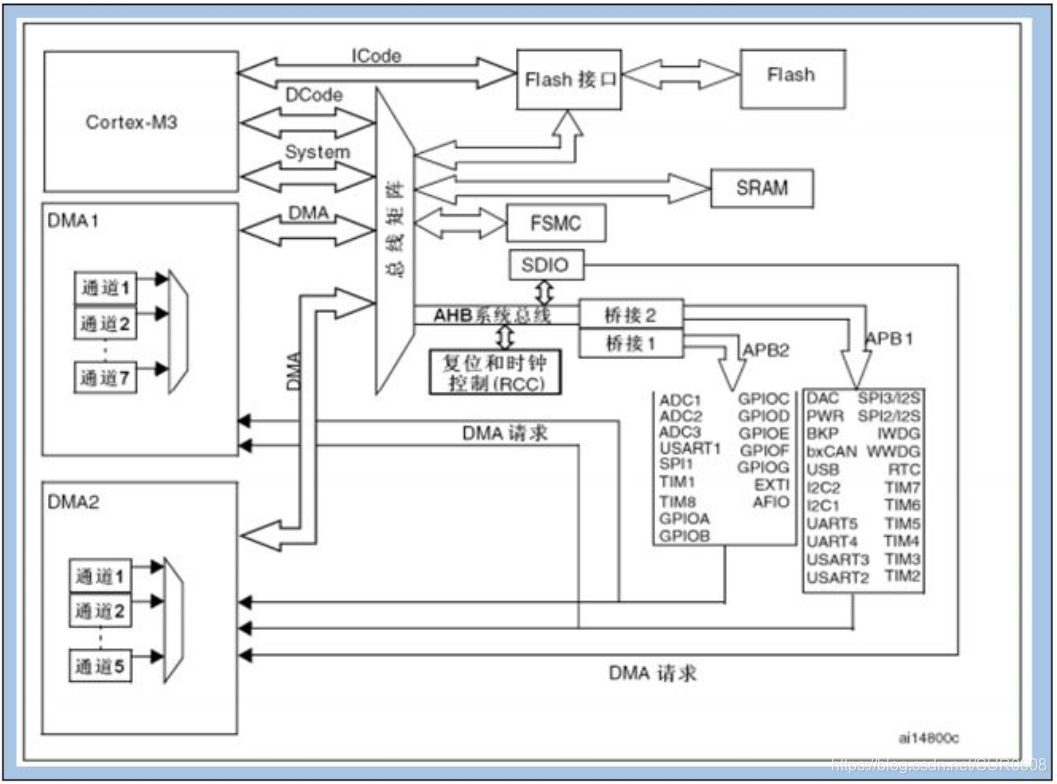 ICode
Flash 接口
Flash
Cortex-M3
DCode
System
总线矩阵
SRAM
DMA1
DMA
FSMC
SDIO
通道1
通道2
通道7
AHB系统总线
桥接2
桥接1
APB1
APB2
复位和时钟
控制(RCC)
DMA
DMA 请求
ADC1 GPIOC
ADC2 GPIOD
ADC3 GPIOE
USART1 GPIOF
SPI1 GPIOG
TIM1 EXTI
TIM8 AFIO
GPIOA
GPIOB
DAC SPI3/I2S
PWR SPI2/I2S
BKP IWDG
bxCAN WWDG
USB RTC
I2C2 TIM7
I2C1 TIM6
UART5 TIM5
UART4 TIM4
USART3 TIM3
USART2 TIM2
DMA2
通道1
通道2
通道5
DMA 请求
ai14800c